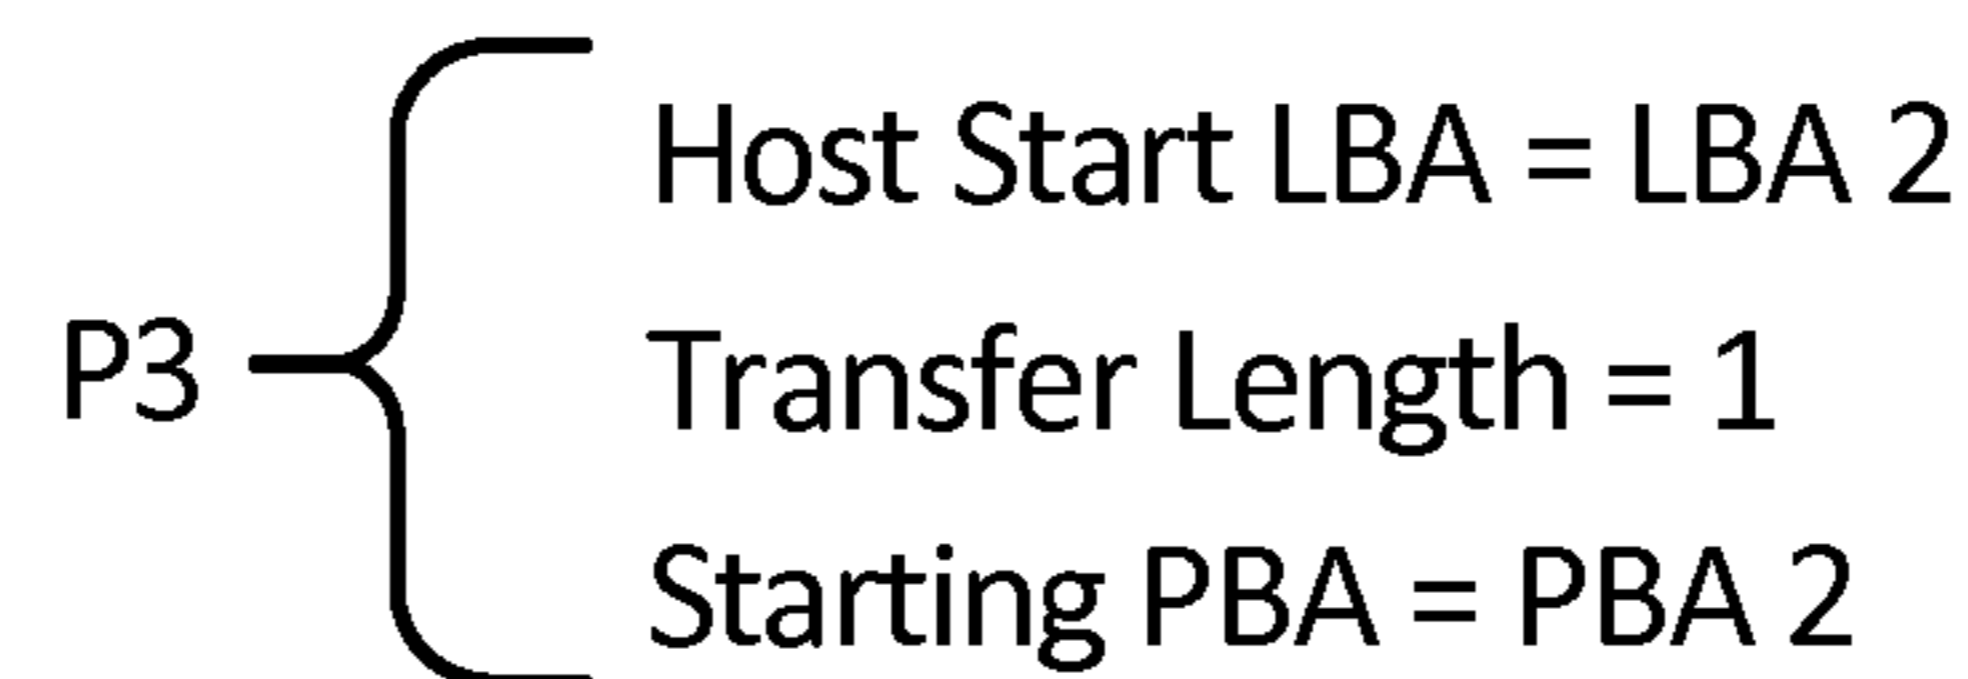 Host Start LBA = LBA 2
P3
Transfer Length = 1
Starting PBA = PBA 2